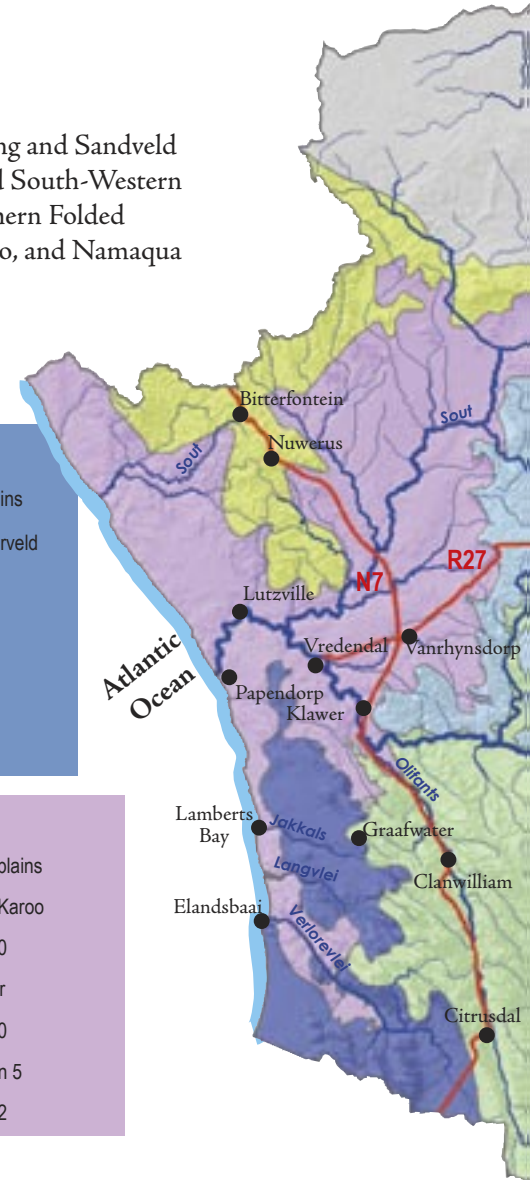 ng and Sandveld
d South-Western
hern Folded
o, and Namaqua
Bitterfontein
Sout
Nuwerus
Sout
ins
rveld
R27
N7
Lutzville
Vredendal
Vanrhynsdorp
Atlantic
Ocean
Papendorp
Klawer
Olifants
Lamberts
Bay
Jakkals
Graafwater
Langvlei
Clanwilliam
Elandsbaai
Verlorevlei
Citrusdal
plains
Karoo
0
r
0
n 5
2